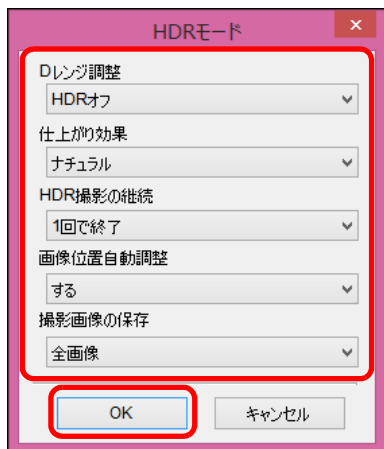 HDRモード
Dレンジ調整
HDRオフ
仕上がり効果
ナチュラル
HDR撮影の継続
1回で終了
画像位置自動調整
する
撮影画像の保存
全画像
OK キャンセル